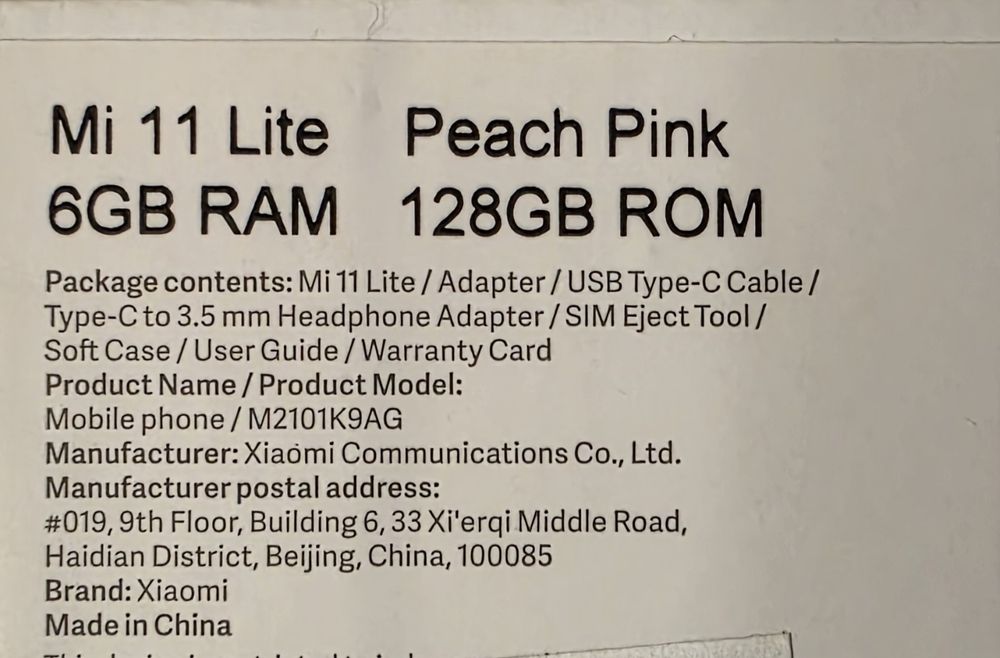 Mi 11 Lite Peach Pink
6GB RAM 128GB ROM
Package contents: Mi 11 Lite / Adapter / USB Type-C Cable /
Type-C to 3.5 mm Headphone Adapter / SIM Eject Tool /
Soft Case / User Guide / Warranty Card
Product Name / Product Model:
Mobile phone / M2101K9AG
Manufacturer: Xiaomi Communications Co., Ltd.
Manufacturer postal address:
#019, 9th Floor, Building 6, 33 Xi'erqi Middle Road,
Haidian District, Beijing, China, 100085
Brand: Xiaomi
Made in China